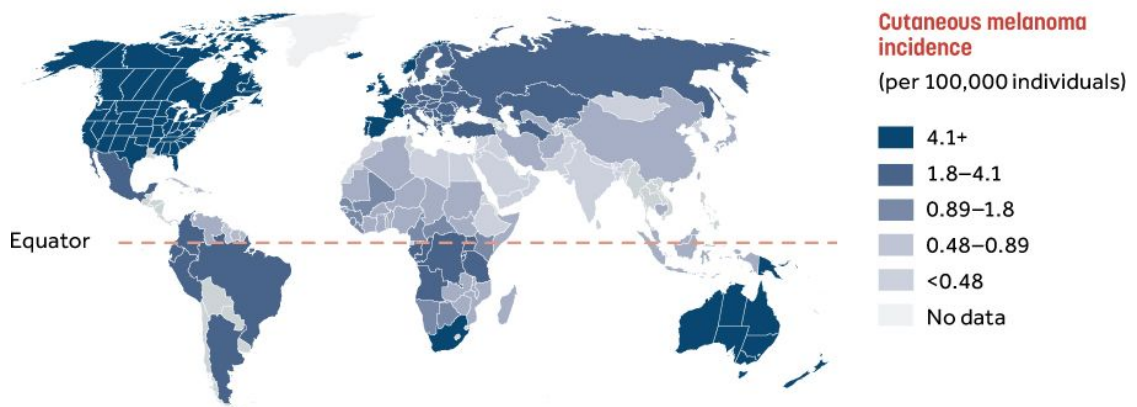 Cutaneous melanoma
incidence
(per 100,000 individuals)
4.1+
1.8–4.1
0.89–1.8
0.48–0.89
<0.48
No data
Equator